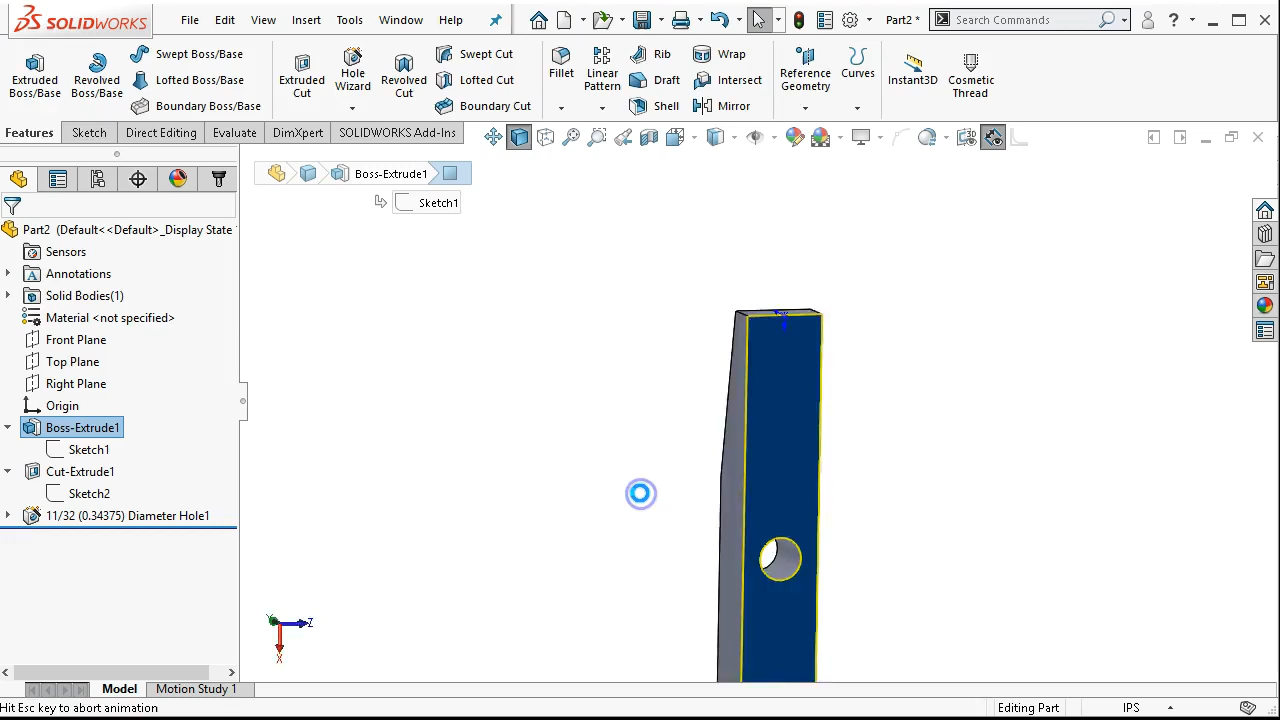 SOLIDWORKS
File Edit View Insert Tools Window Help
Part2 *
Search Commands
Extruded Boss/Base
Revolved Boss/Base
Swept Boss/Base
Lofted Boss/Base
Boundary Boss/Base
Extruded Cut
Hole Wizard
Revolved Cut
Swept Cut
Lofted Cut
Boundary Cut
Fillet
Linear Pattern
Rib
Draft
Shell
Wrap
Intersect
Mirror
Reference Geometry
Curves
Instant3D
Cosmetic Thread
Features Sketch Direct Editing Evaluate DimXpert SOLIDWORKS Add-Ins
Boss-Extrude1
Sketch1
Part2 (Default<<Default>_Display State
Sensors
Annotations
Solid Bodies(1)
Material <not specified>
Front Plane
Top Plane
Right Plane
Origin
Boss-Extrude1
Sketch1
Cut-Extrude1
Sketch2
11/32 (0.34375) Diameter Hole1
Y Z
X
Model Motion Study 1
Hit Esc key to abort animation
Editing Part
IPS